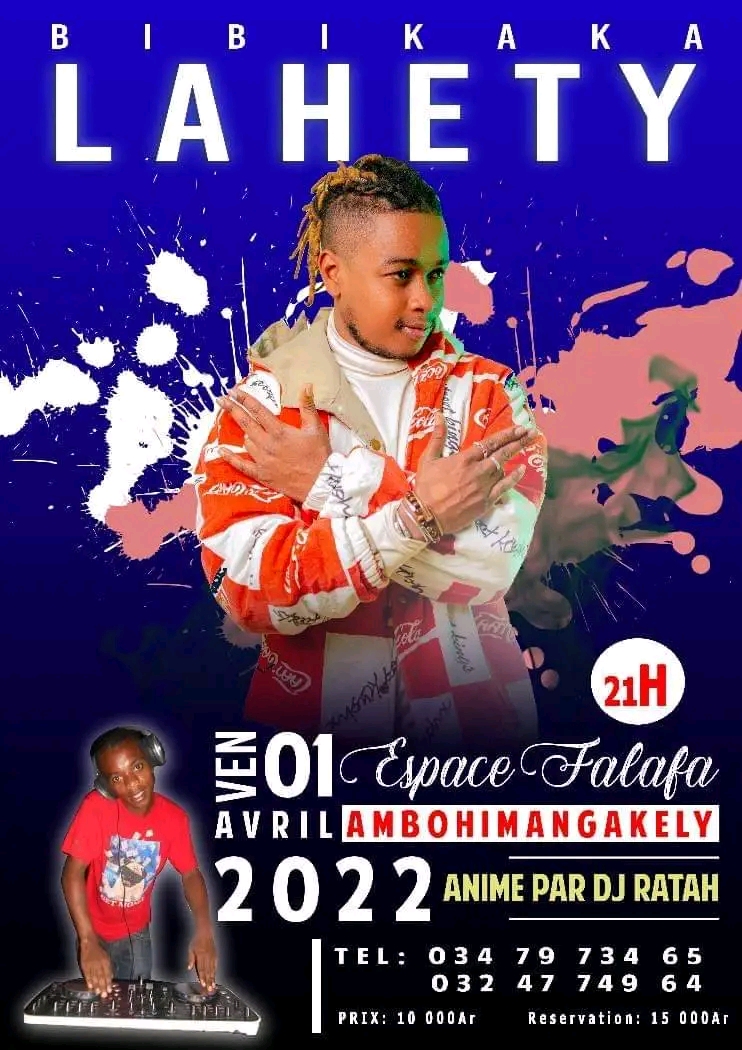 BIBIKAKA
LAHETY
21H
VEN 01 Espace Falafa
AVRIL AMBOHIMANGAKELY
2022 ANIME PAR DJ RATAH
TEL: 034 79 734 65
032 47 749 64
PRIX: 10 000Ar Reservation: 15 000Ar